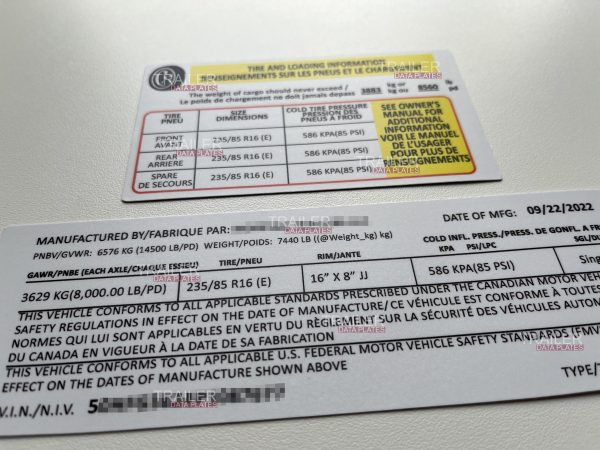 TIRE AND LOADING INFORMATION
RENSEIGNEMENTS SUR LES PNEUS ET LE CHARGEMENT
The weight of cargo should never exceed / 3883 kg or 8560 lb
Le poids de chargement ne doit jamais depass kg ou pd
TIRE SIZE COLD TIRE PRESSURE
PNEU DIMENSIONS PRESSION DES PNEUS A FROID
FRONT
AVANT 235/85 R16 (E) 586 KPA(85 PSI)
REAR
ARRIERE 235/85 R16 (E) 586 KPA(85 PSI)
SPARE
DE SECOURS 235/85 R16 (E) 586 KPA(85 PSI)
SEE OWNER'S
MANUAL FOR
ADDITIONAL
INFORMATION
VOIR LE MANUEL
DE L'USAGER
POUR PLUS DE
RENSEIGNEMENTS
TRAILER
DATA PLATES
MANUFACTURED BY/FABRIQUE PAR: DATE OF MFG: 09/22/2022
PNBV/GVWR: 6576 KG (14500 LB/PD) WEIGHT/POIDS: 7440 LB ((@Weight_kg) kg)
COLD INFL. PRESS./PRESS. DE GONFL. A F
GAWR/PNBE (EACH AXLE/CHAQUE ESSIEU) TIRE/PNEU RIM/JANTE KPA PSI/LPC SGL/DU
3629 KG(8,000.00 LB/PD) 235/85 R16 (E) 16" X 8" JJ 586 KPA(85 PSI) Sing
THIS VEHICLE CONFORMS TO ALL APPLICABLE STANDARDS PRESCRIBED UNDER THE CANADIAN MOTOR VEHI
SAFETY REGULATIONS IN EFFECT ON THE DATE OF MANUFACTURE/CE VÉHICULE EST CONFORME À TOUTES
NORMES QUI LUI SONT APPLICABLES EN VERTU DU RÈGLEMENT SUR LA SÉCURITÉ DES VÉHICULES AUTOM
DU CANADA EN VIGUEUR À LA DATE DE SA FABRICATION
THIS VEHICLE CONFORMS TO ALL APPLICABLE U.S. FEDERAL MOTOR VEHICLE SAFETY STANDARDS (FMV
EFFECT ON THE DATES OF MANUFACTURE SHOWN ABOVE
V.I.N./N.I.V. 5 TYPE/T